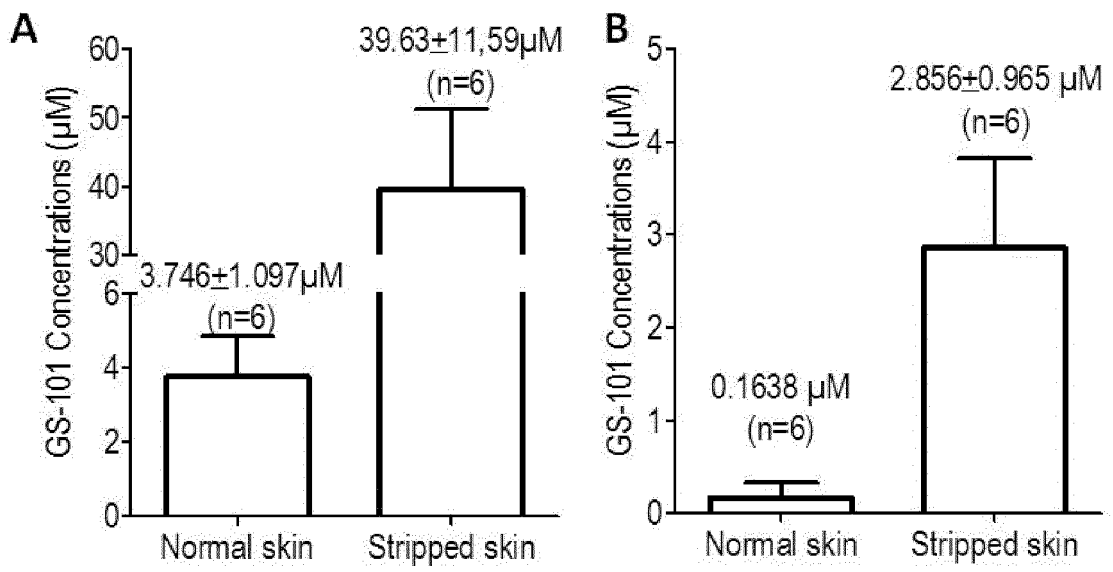 A
GS-101 Concentrations (µM)
60
50
40
30
6
4
2
0
39.63±11,59µM
(n=6)
3.746±1.097µM
(n=6)
Normal skin
Stripped skin
B
GS-101 Concentrations (µM)
5
4
3
2
1
0
2.856±0.965 µM
(n=6)
0.1638 µM
(n=6)
Normal skin
Stripped skin